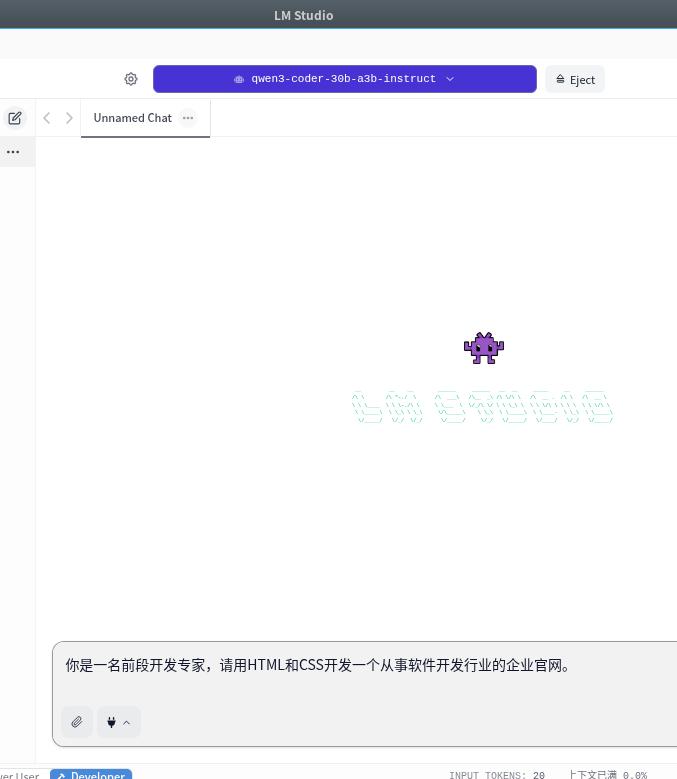 LM Studio
qwen3-coder-30b-a3b-instruct
Eject
Unnamed Chat
LM STUDIO
你是一名前段开发专家，请用HTML和CSS开发一个从事软件开发行业的企业官网。
User
Developer
INPUT TOKENS: 20
上下文已满 0.0%